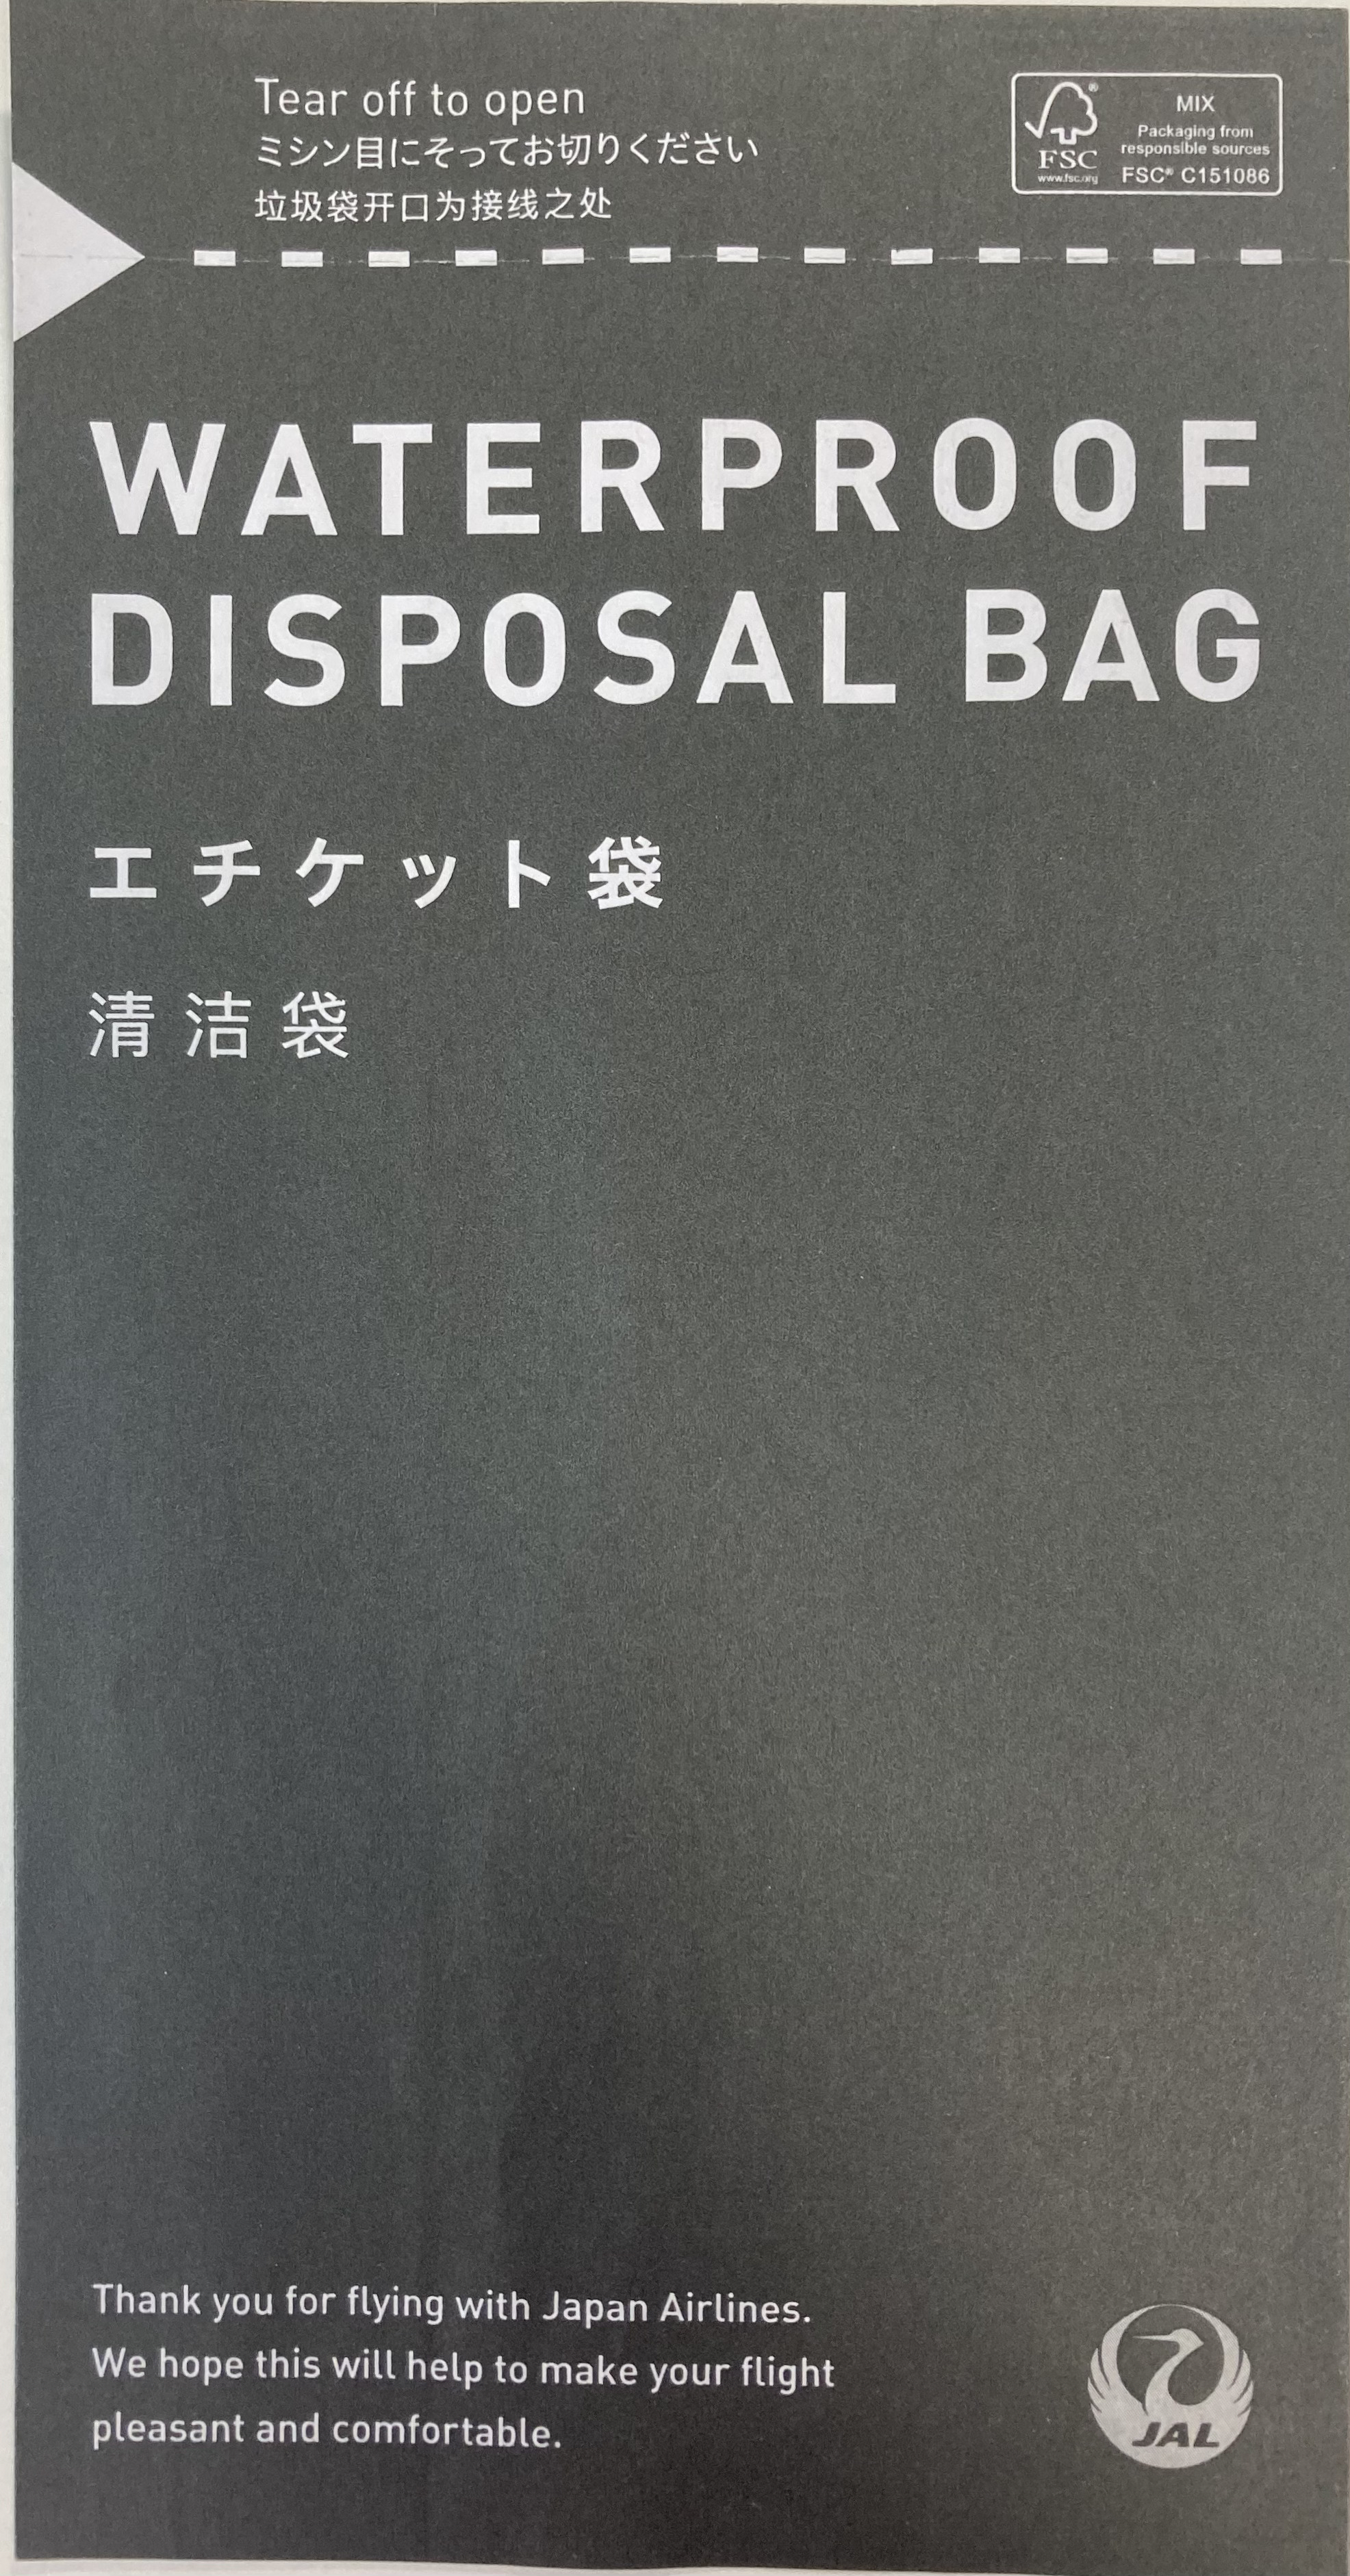 Tear off to open
ミシン目にそってお切りください
垃圾袋开口为接线之处
FSC®
www.fsc.org
MIX
Packaging from
responsible sources
FSC® C151086
WATERPROOF
DISPOSAL BAG
エチケット袋
清洁袋
Thank you for flying with Japan Airlines.
We hope this will help to make your flight
pleasant and comfortable.
JAL